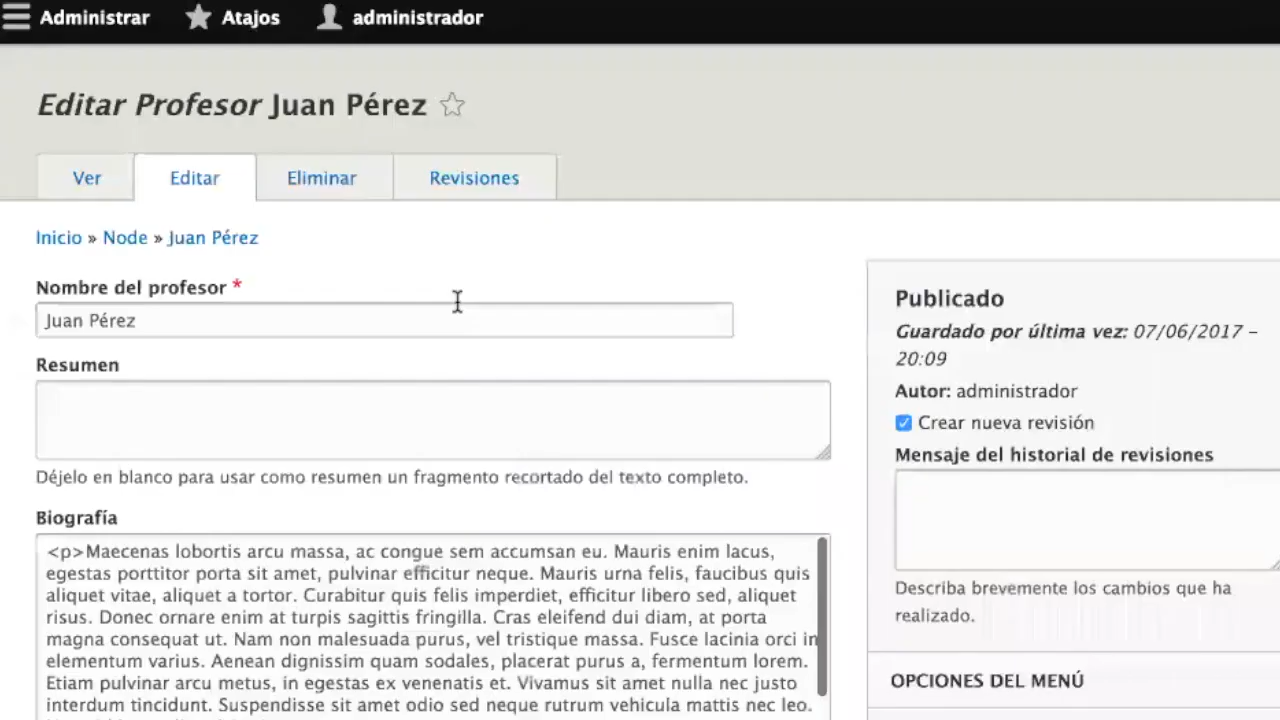 Administrar Atajos administrador
Editar Profesor Juan Pérez
Ver Editar Eliminar Revisiones
Inicio » Node » Juan Pérez
Nombre del profesor *
Juan Pérez
Resumen
Déjelo en blanco para usar como resumen un fragmento recortado del texto completo.
Biografía
<p>Maecenas lobortis arcu massa, ac congue sem accumsan eu. Mauris enim lacus,
egestas porttitor porta sit amet, pulvinar efficitur neque. Mauris urna felis, faucibus quis
aliquet vitae, aliquet a tortor. Curabitur quis felis imperdiet, efficitur libero sed, aliquet
risus. Donec ornare enim at turpis sagittis fringilla. Cras eleifend dui diam, at porta
magna consequat ut. Nam non malesuada purus, vel tristique massa. Fusce lacinia orci in
elementum varius. Aenean dignissim quam sodales, placerat purus a, fermentum lorem.
Etiam pulvinar arcu metus, in egestas ex venenatis et. Vivamus sit amet nulla nec justo
interdum tincidunt. Suspendisse sit amet odio sed neque rutrum vehicula mattis nec leo.
Publicado
Guardado por última vez: 07/06/2017 –
20:09
Autor: administrador
Crear nueva revisión
Mensaje del historial de revisiones
Describa brevemente los cambios que ha
realizado.
OPCIONES DEL MENÚ